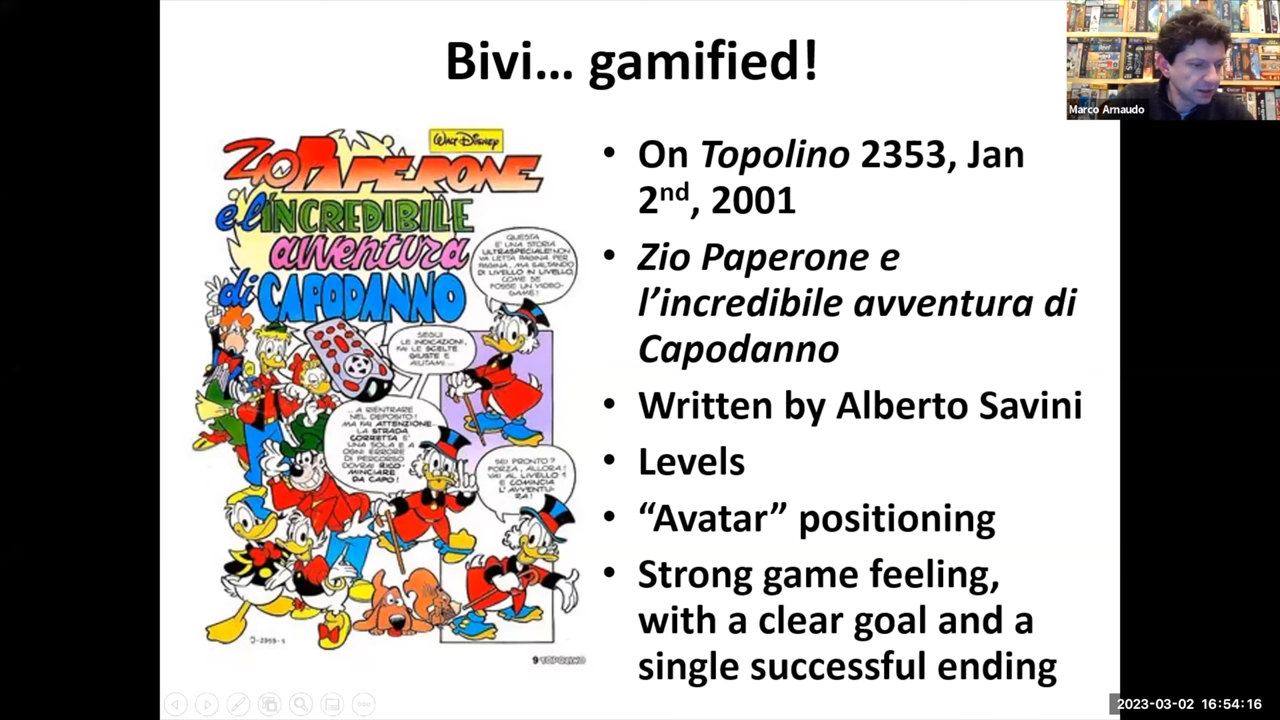 Bivi... gamified!
Marco Arnaudo
WALT DISNEY
ZIO PAPERONE
e l'INCREDIBILE
avventura
di CAPODANNO
QUESTA
È UNA STORIA
ULTRASPECIALE! NON
VA LETTA PAGINA PER
PAGINA... MA SALTANDO
DI LIVELLO IN LIVELLO,
COME SE
FOSSE UN VIDEO-
GAME!
SEGUI
LE INDICAZIONI,
FAI LE SCELTE
GIUSTE E
AIUTAMI...
...A RIENTRARE
NEL DEPOSITO!
MA FAI ATTENZIONE,
LA STRADA
CORRETTA È
UNA SOLA E A
OGNI ERRORE
DI PERCORSO
DOVRAI RICO-
MINCIARE
DA CAPO!
SEI PRONTO?
FORZA, ALLORA!
VAI AL LIVELLO 1
E COMINCIA
L'AVVENTU-
RA!
9 TOPOLINO
• On Topolino 2353, Jan
2nd, 2001
• Zio Paperone e
l’incredibile avventura di
Capodanno
• Written by Alberto Savini
• Levels
• “Avatar” positioning
• Strong game feeling,
with a clear goal and a
single successful ending
2023-03-02 16:54:16